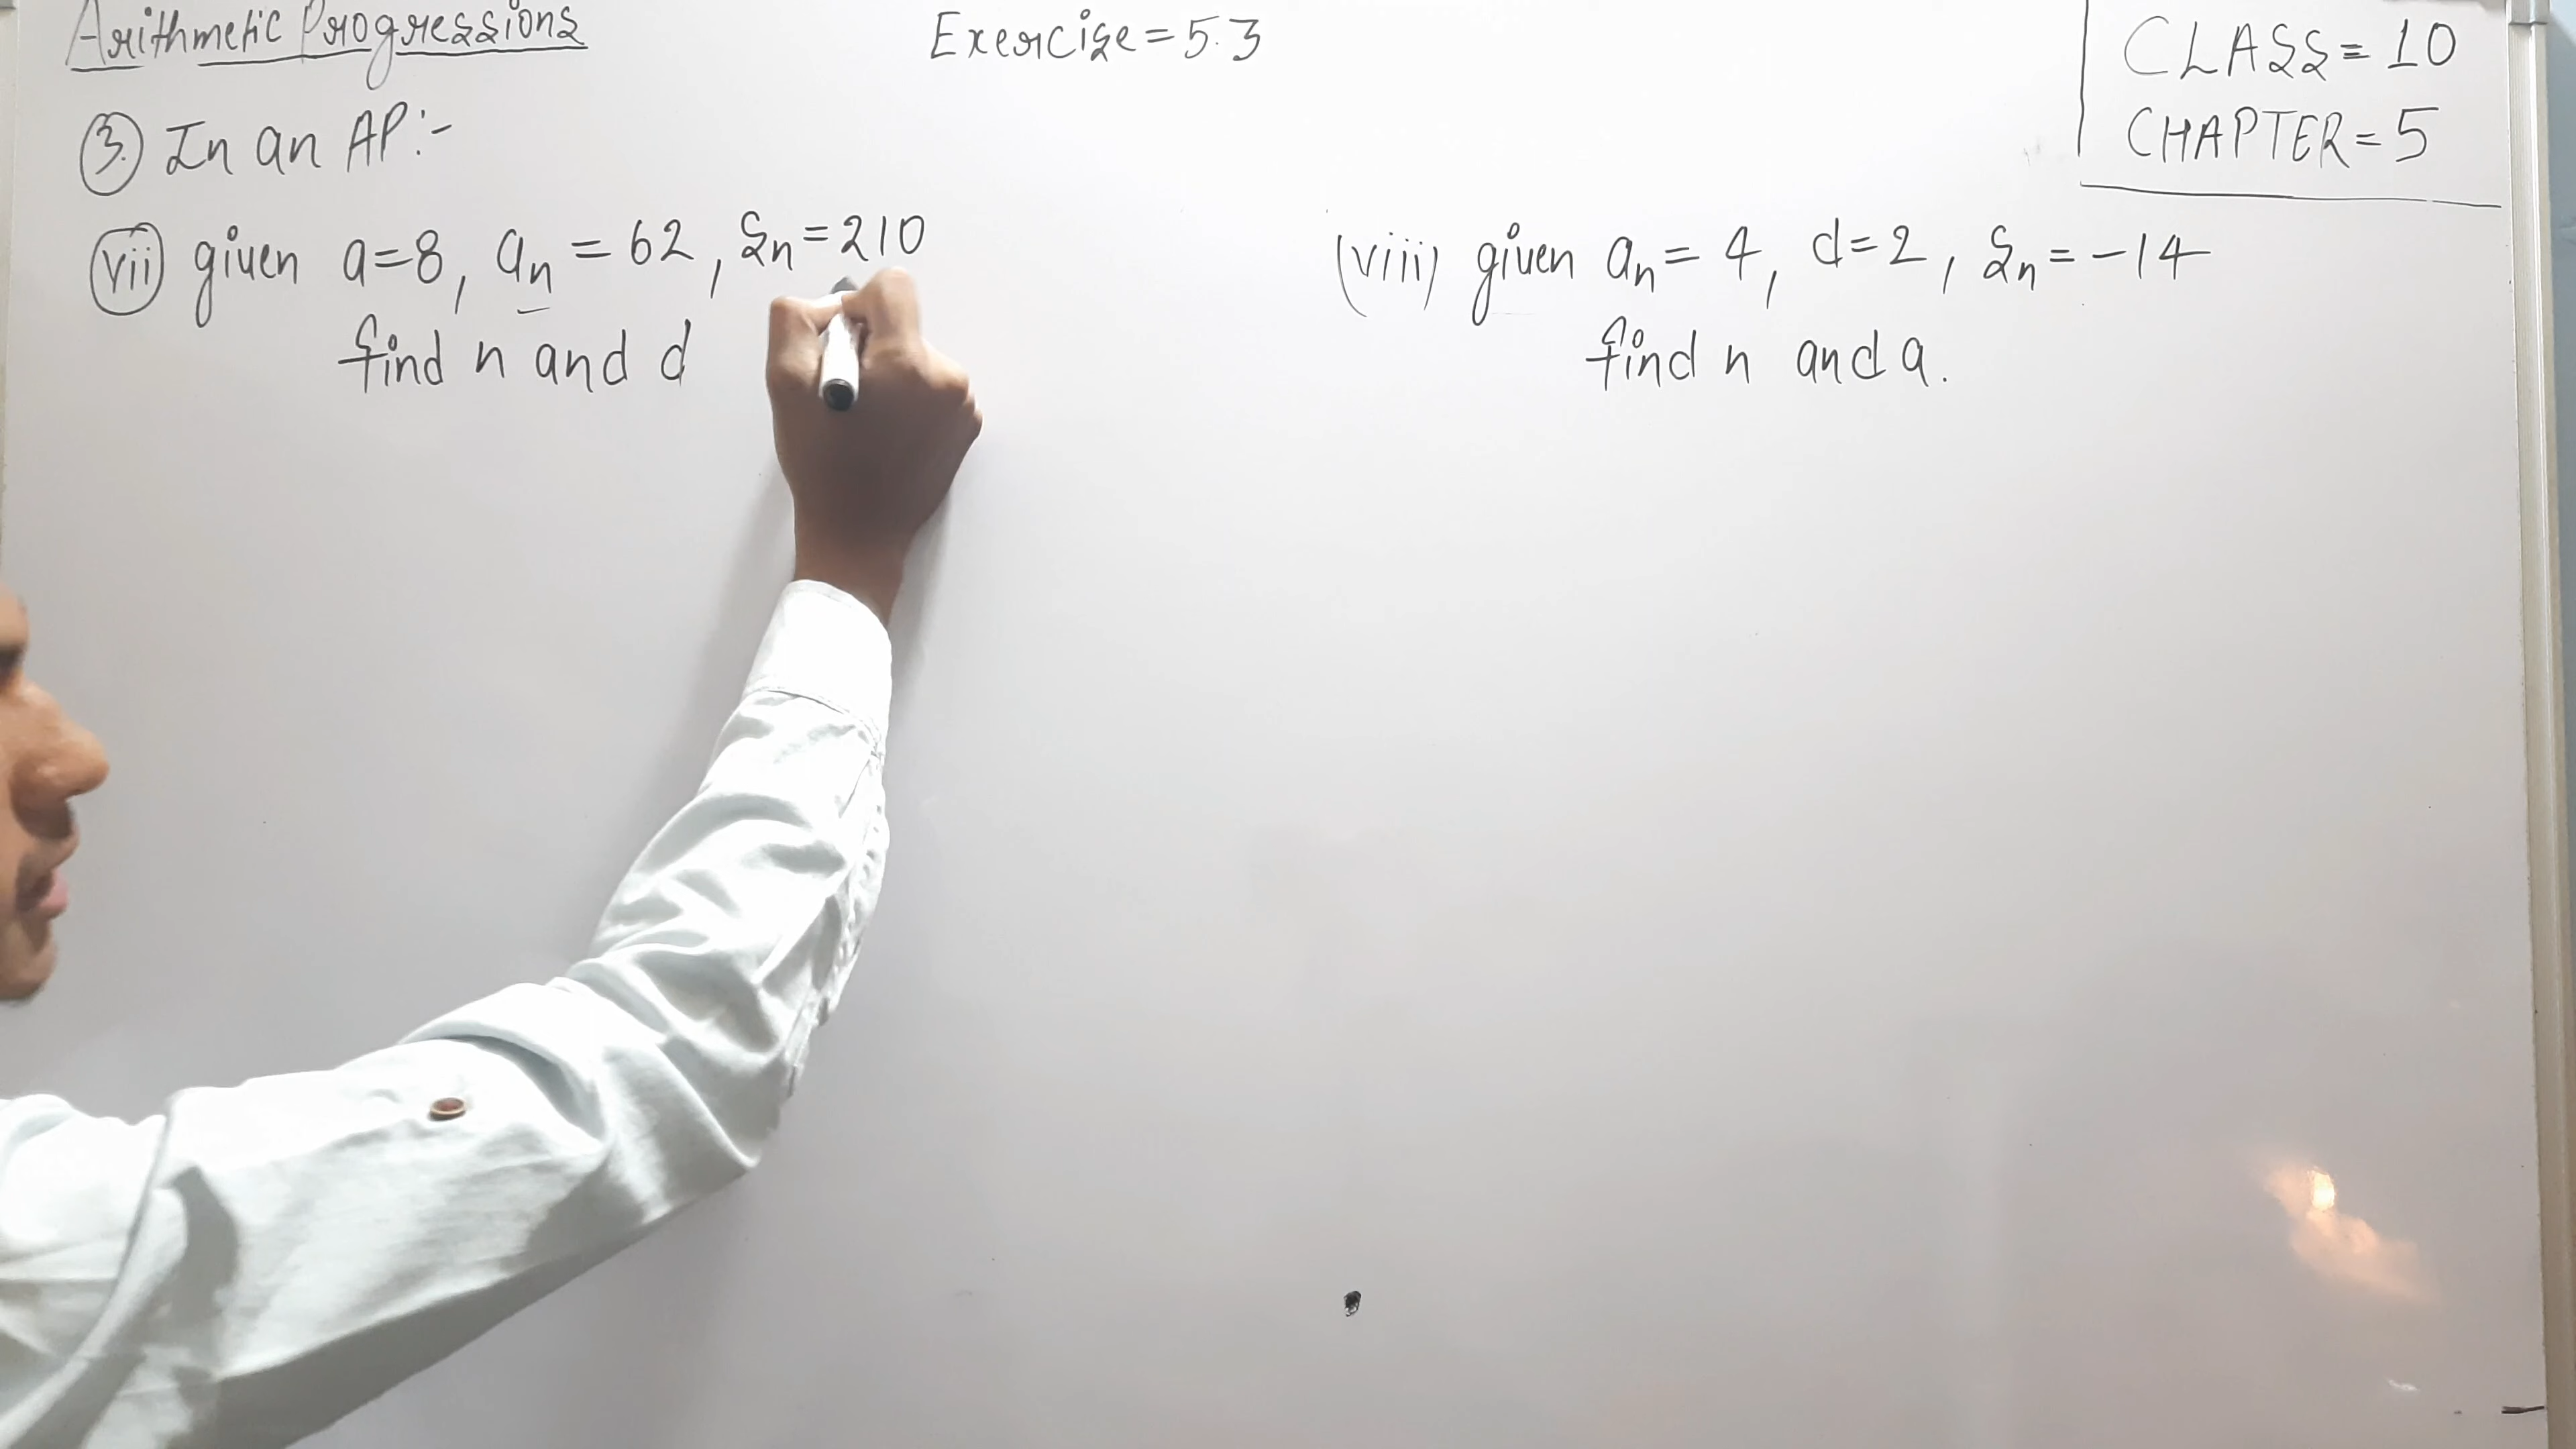 Arithmetic Progressions
Exercise = 5.3
CLASS = 10
CHAPTER = 5
3. In an AP:-
vii given a=8, an = 62, Sn = 210
find n and d
(viii) given an = 4, d=2, Sn = -14
find n and a.